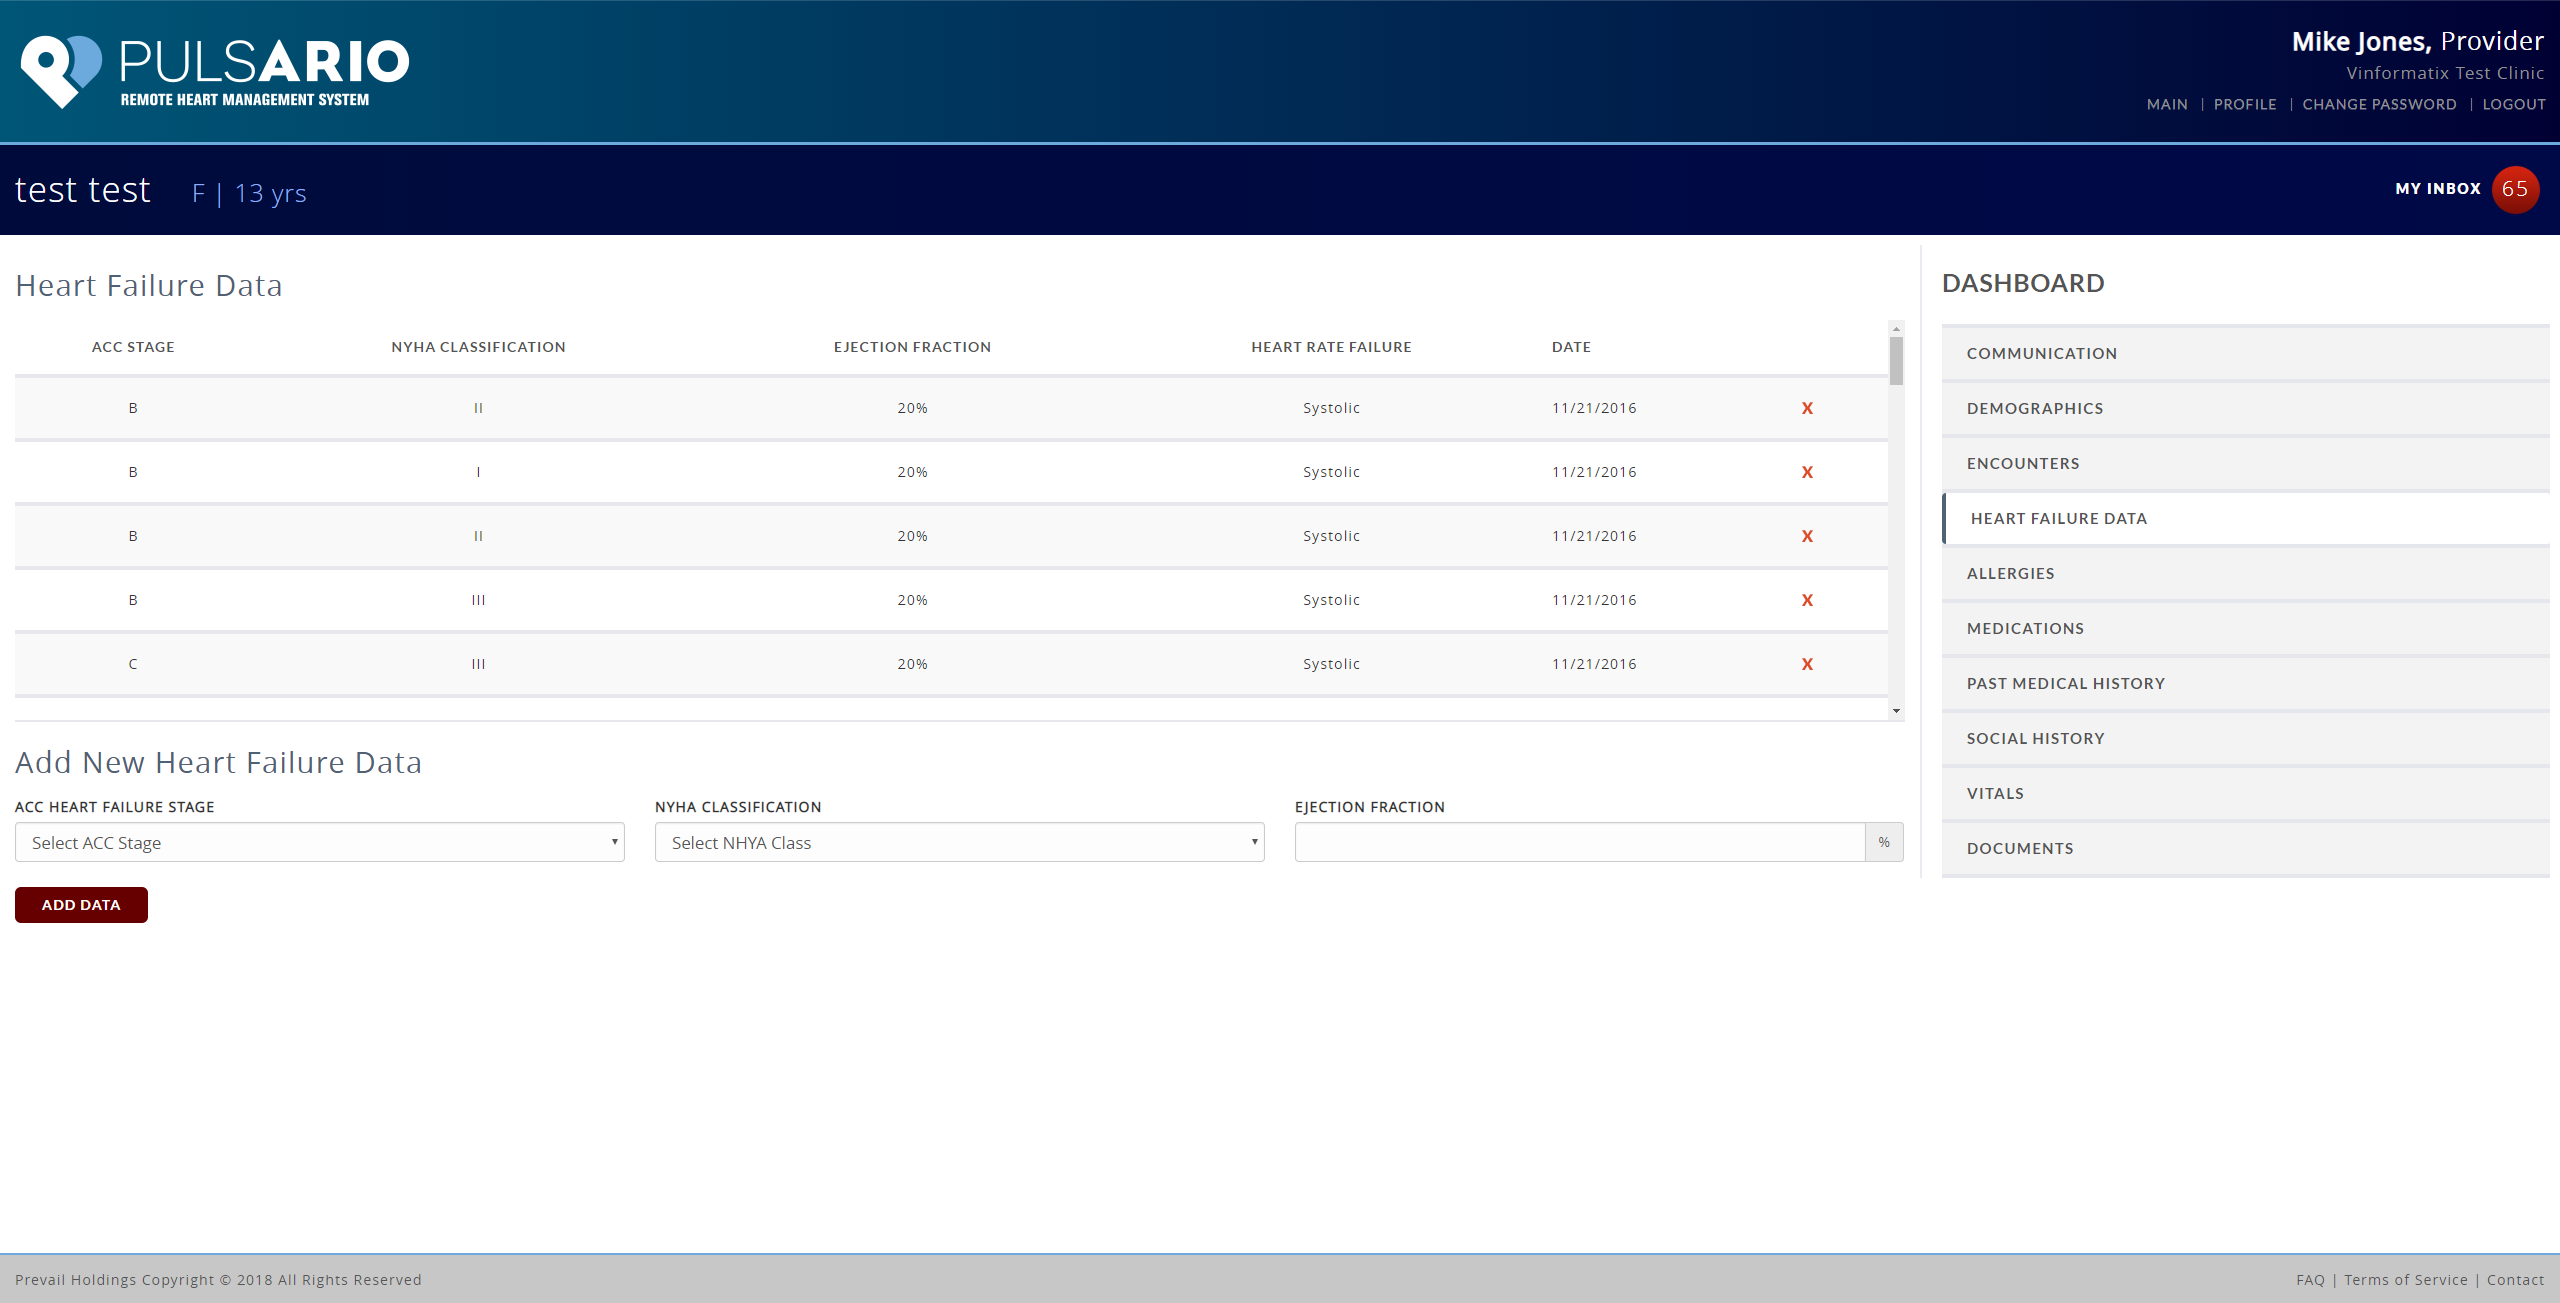 PULSARIO
REMOTE HEART MANAGEMENT SYSTEM
Mike Jones, Provider
Vinformatix Test Clinic
MAIN | PROFILE | CHANGE PASSWORD | LOGOUT
test test F | 13 yrs
MY INBOX 65
Heart Failure Data
ACC STAGE NYHA CLASSIFICATION EJECTION FRACTION HEART RATE FAILURE DATE
B II 20% Systolic 11/21/2016 X
B I 20% Systolic 11/21/2016 X
B II 20% Systolic 11/21/2016 X
B III 20% Systolic 11/21/2016 X
C III 20% Systolic 11/21/2016 X
Add New Heart Failure Data
ACC HEART FAILURE STAGE NYHA CLASSIFICATION EJECTION FRACTION
Select ACC Stage Select NHYA Class %
ADD DATA
DASHBOARD
COMMUNICATION
DEMOGRAPHICS
ENCOUNTERS
HEART FAILURE DATA
ALLERGIES
MEDICATIONS
PAST MEDICAL HISTORY
SOCIAL HISTORY
VITALS
DOCUMENTS
Prevail Holdings Copyright © 2018 All Rights Reserved
FAQ | Terms of Service | Contact